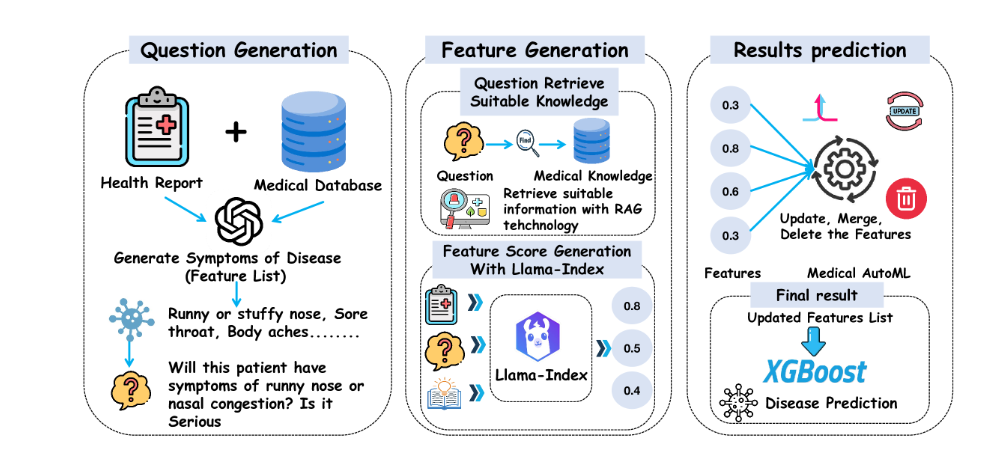 Question Generation
Health Report
Medical Database
Generate Symptoms of Disease
(Feature List)
Runny or stuffy nose, Sore
throat, Body aches........
Will this patient have
symptoms of runny nose or
nasal congestion? Is it
Serious
Feature Generation
Question Retrieve
Suitable Knowledge
Find
Question
Medical Knowledge
Retrieve suitable
information with RAG
tehchnology
Feature Score Generation
With Llama-Index
Llama-Index
0.8
0.5
0.4
Results prediction
0.3
0.8
0.6
0.3
UPDATE
Update, Merge,
Delete the Features
Features
Medical AutoML
Final result
Updated Features List
XGBoost
Disease Prediction